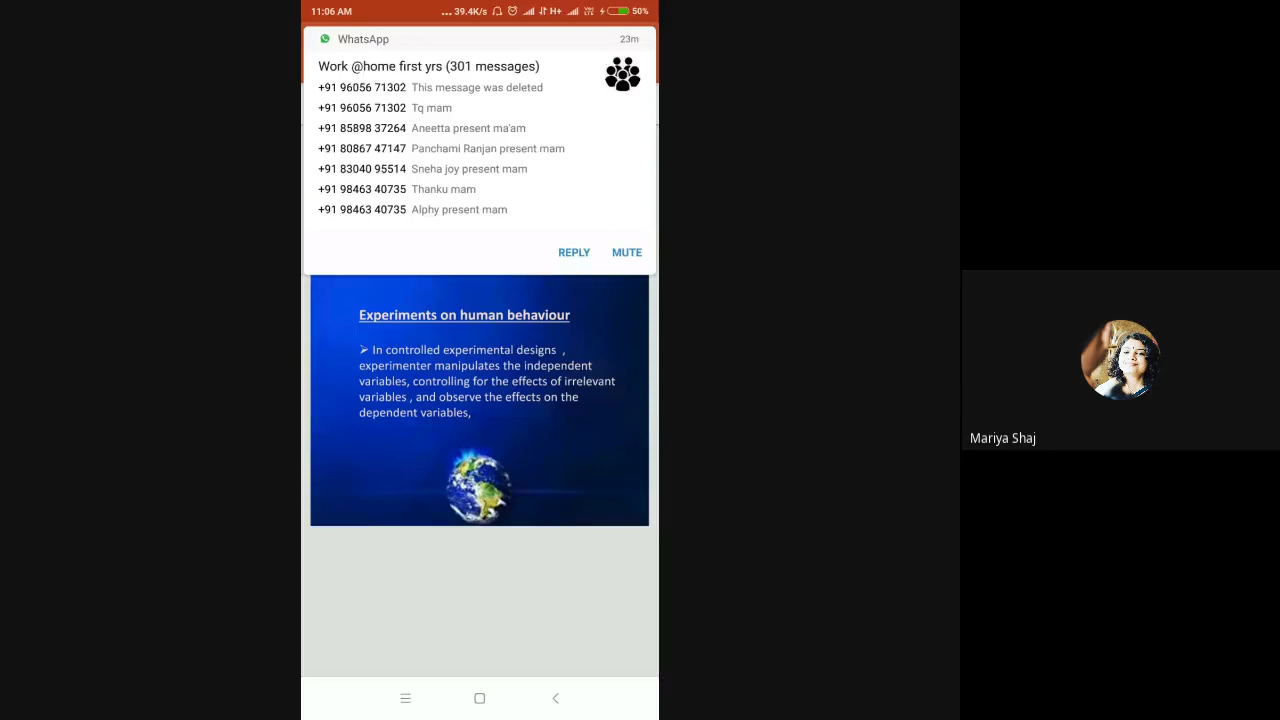 11:06 AM ... 39.4K/s H+ VoLTE 50%
WhatsApp 23m
Work @home first yrs (301 messages)
+91 96056 71302 This message was deleted
+91 96056 71302 Tq mam
+91 85898 37264 Aneetta present ma'am
+91 80867 47147 Panchami Ranjan present mam
+91 83040 95514 Sneha joy present mam
+91 98463 40735 Thanku mam
+91 98463 40735 Alphy present mam
REPLY MUTE
Experiments on human behaviour
➢ In controlled experimental designs ,
experimenter manipulates the independent
variables, controlling for the effects of irrelevant
variables , and observe the effects on the
dependent variables,
Mariya Shaj